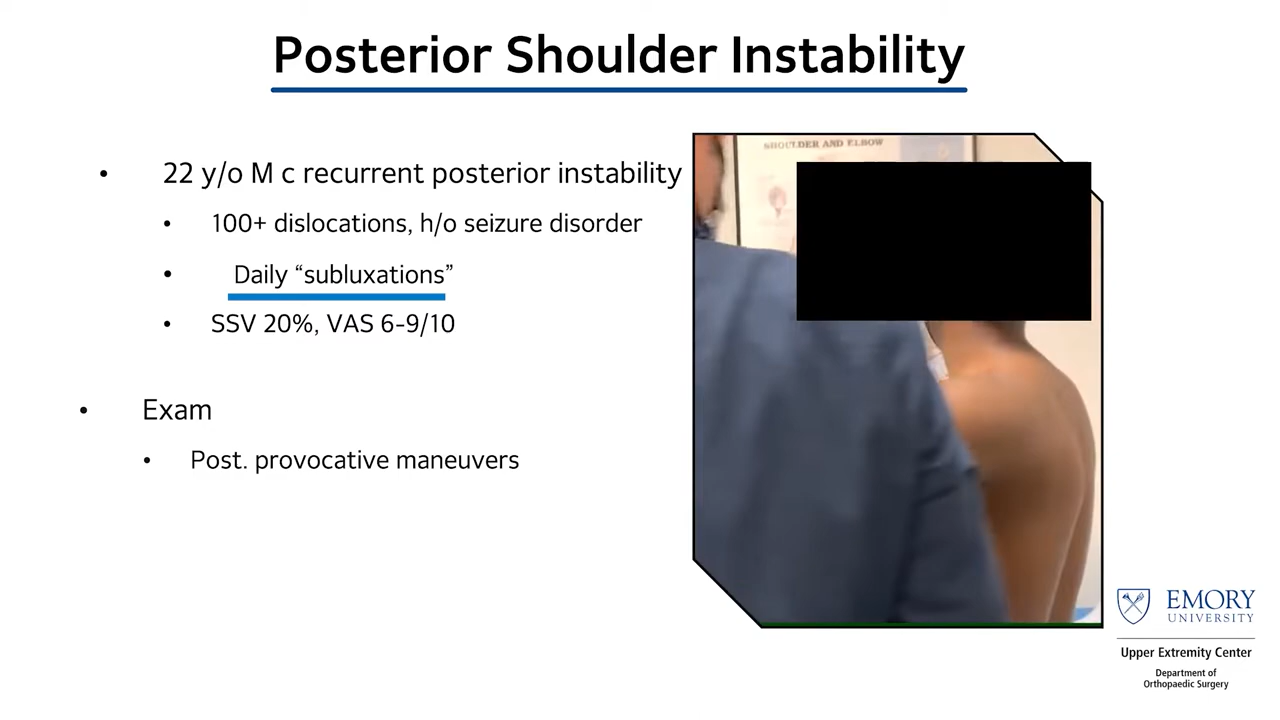 Posterior Shoulder Instability
• 22 y/o M c recurrent posterior instability
• 100+ dislocations, h/o seizure disorder
• Daily “subluxations”
• SSV 20%, VAS 6-9/10
• Exam
• Post. provocative maneuvers
SHOULDER AND ELBOW
EMORY
UNIVERSITY
Upper Extremity Center
Department of
Orthopaedic Surgery